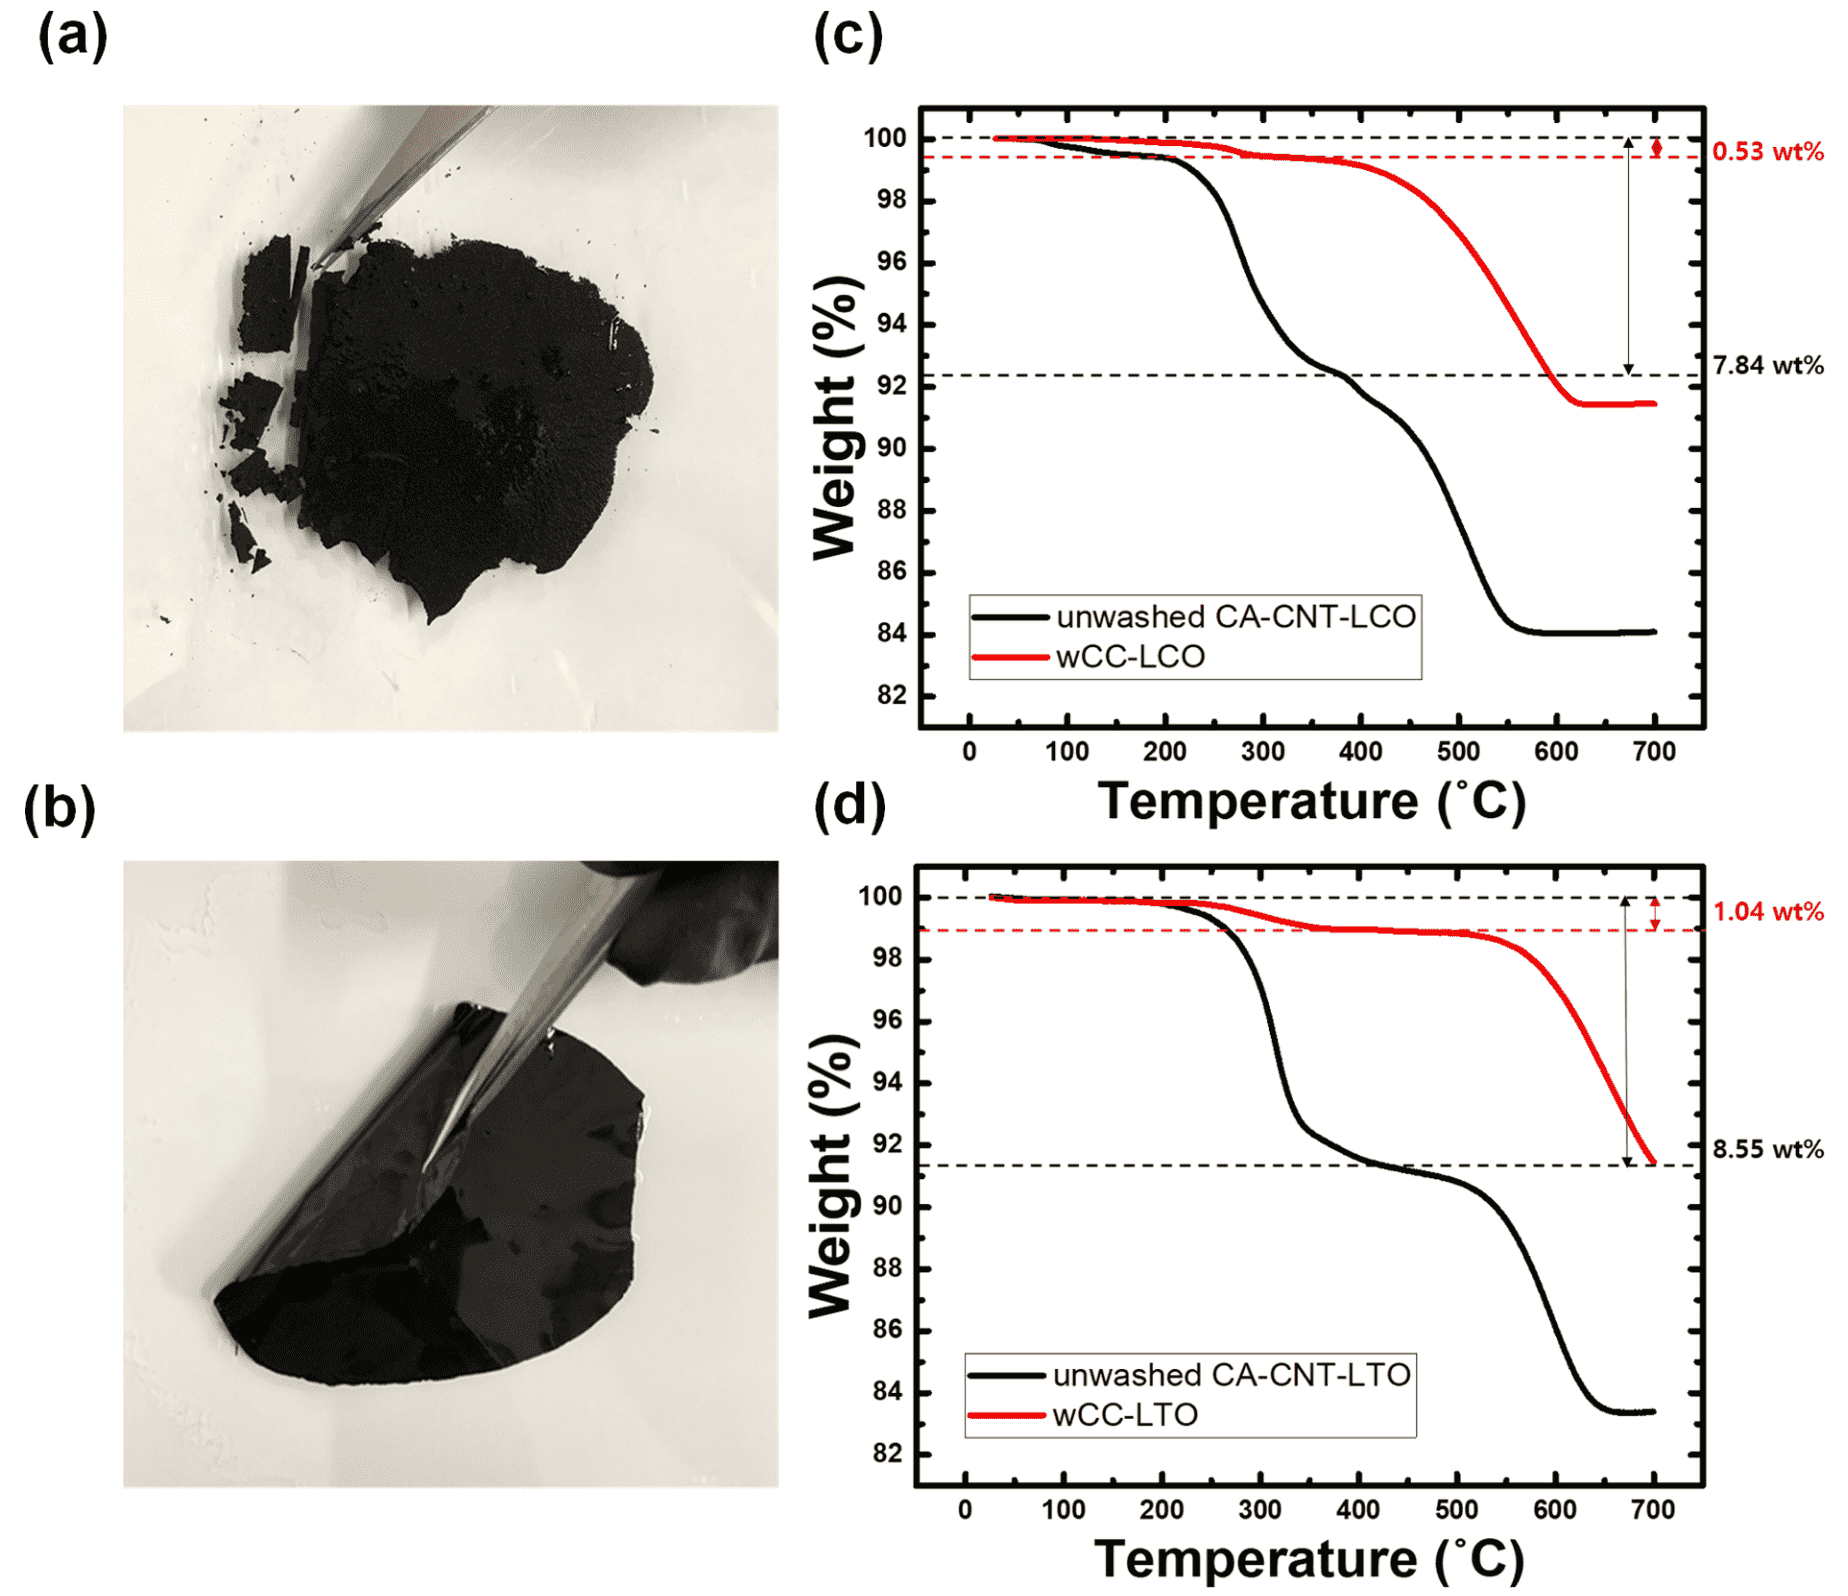 (a)
(c)
100
98
96
94
92
90
88
86
84
82
Weight (%)
0.53 wt%
7.84 wt%
unwashed CA-CNT-LCO
wCC-LCO
0 100 200 300 400 500 600 700
Temperature (˚C)
(b)
(d)
100
98
96
94
92
90
88
86
84
82
Weight (%)
1.04 wt%
8.55 wt%
unwashed CA-CNT-LTO
wCC-LTO
0 100 200 300 400 500 600 700
Temperature (˚C)